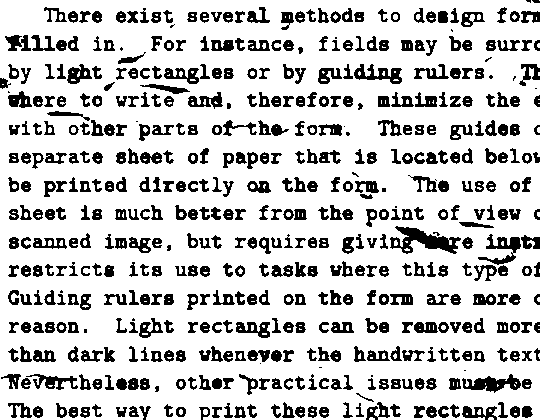 There exist several methods to design form
filled in. For instance, fields may be surro
by light rectangles or by guiding rulers. Th
where to write and, therefore, minimize the e
with other parts of the form. These guides o
separate sheet of paper that is located below
be printed directly on the form. The use of
sheet is much better from the point of view o
scanned image, but requires giving more instr
restricts its use to tasks where this type of
Guiding rulers printed on the form are more c
reason. Light rectangles can be removed more
than dark lines whenever the handwritten text
Nevertheless, other practical issues must be
The best way to print these light rectangles